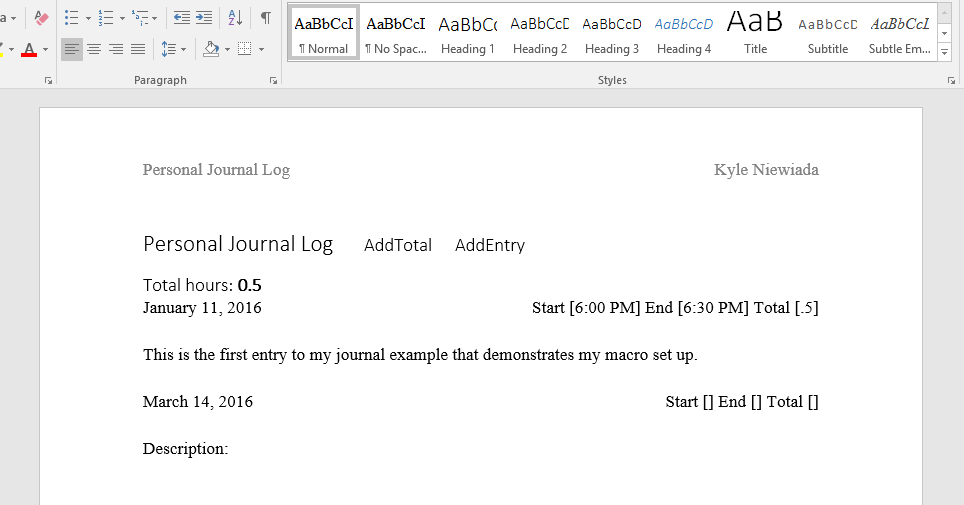 AaBbCcI AaBbCcI AaBbC( AaBbCcD AaBbCcD AaBbCcD AaB AaBbCcD AaBbCcI
¶ Normal ¶ No Spac... Heading 1 Heading 2 Heading 3 Heading 4 Title Subtitle Subtle Em...
Paragraph Styles
Personal Journal Log Kyle Niewiada
Personal Journal Log AddTotal AddEntry
Total hours: 0.5
January 11, 2016 Start [6:00 PM] End [6:30 PM] Total [.5]
This is the first entry to my journal example that demonstrates my macro set up.
March 14, 2016 Start [] End [] Total []
Description: